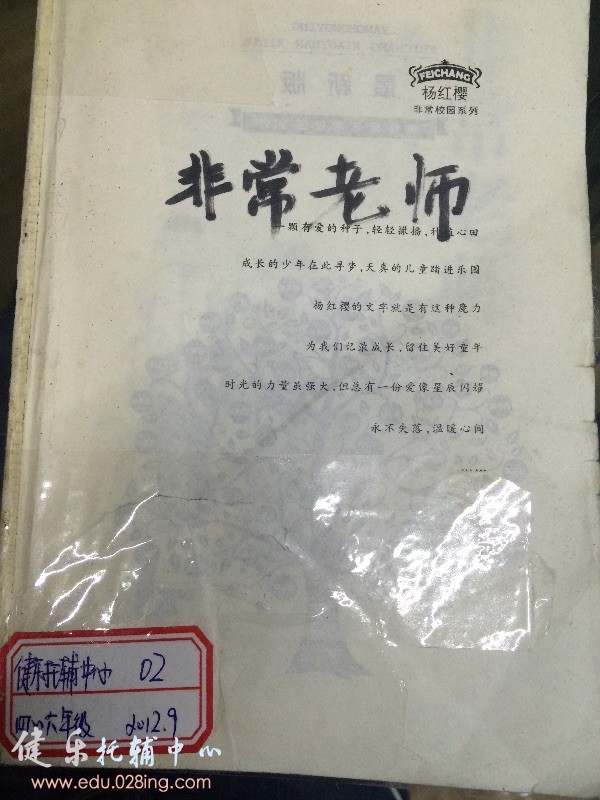 FEICHANG
杨红樱
非常校园系列
最新版
非常老师
一颗存爱的种子，轻轻撒播，种植心田
成长的少年在此寻梦，天真的儿童踏进乐园
杨红樱的文字就是有这种魔力
为我们记录成长，留住美好童年
时光的力量虽强大，但总有一份爱像星辰闪耀
永不失落，温暖心间
……
健乐托辅中心 02
四、六年级 2012.9
健乐托辅中心
www.edu.028ing.com